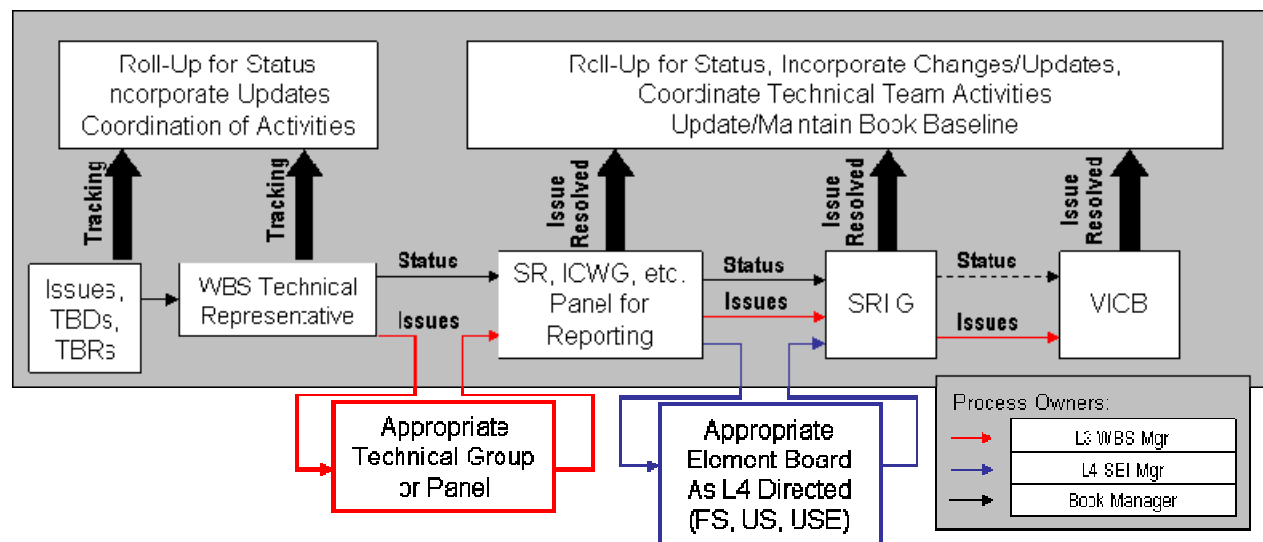 Roll-Up for Status
ncorporate Updates
Coordination of Activities
Roll-Up for Status, Incorporate Changes/Updates,
Coordinate Technical Team Activities
Update/Maintain Book Baseline
Tracking
Tracking
Issue
Resolved
Issue
Resolved
Issue
Resolved
Issues,
TBDs,
TBRs
WBS Technical
Representative
Status
Issues
SR, ICWG, etc.
Panel for
Reporting
Status
Issues
SRI G
Status
Issues
VICB
Appropriate
Technical Group
or Panel
Appropriate
Element Board
As L4 Directed
(FS, US, USE)
Process Owners:
L3 WBS Mgr
L4 SEI Mgr
Book Manager